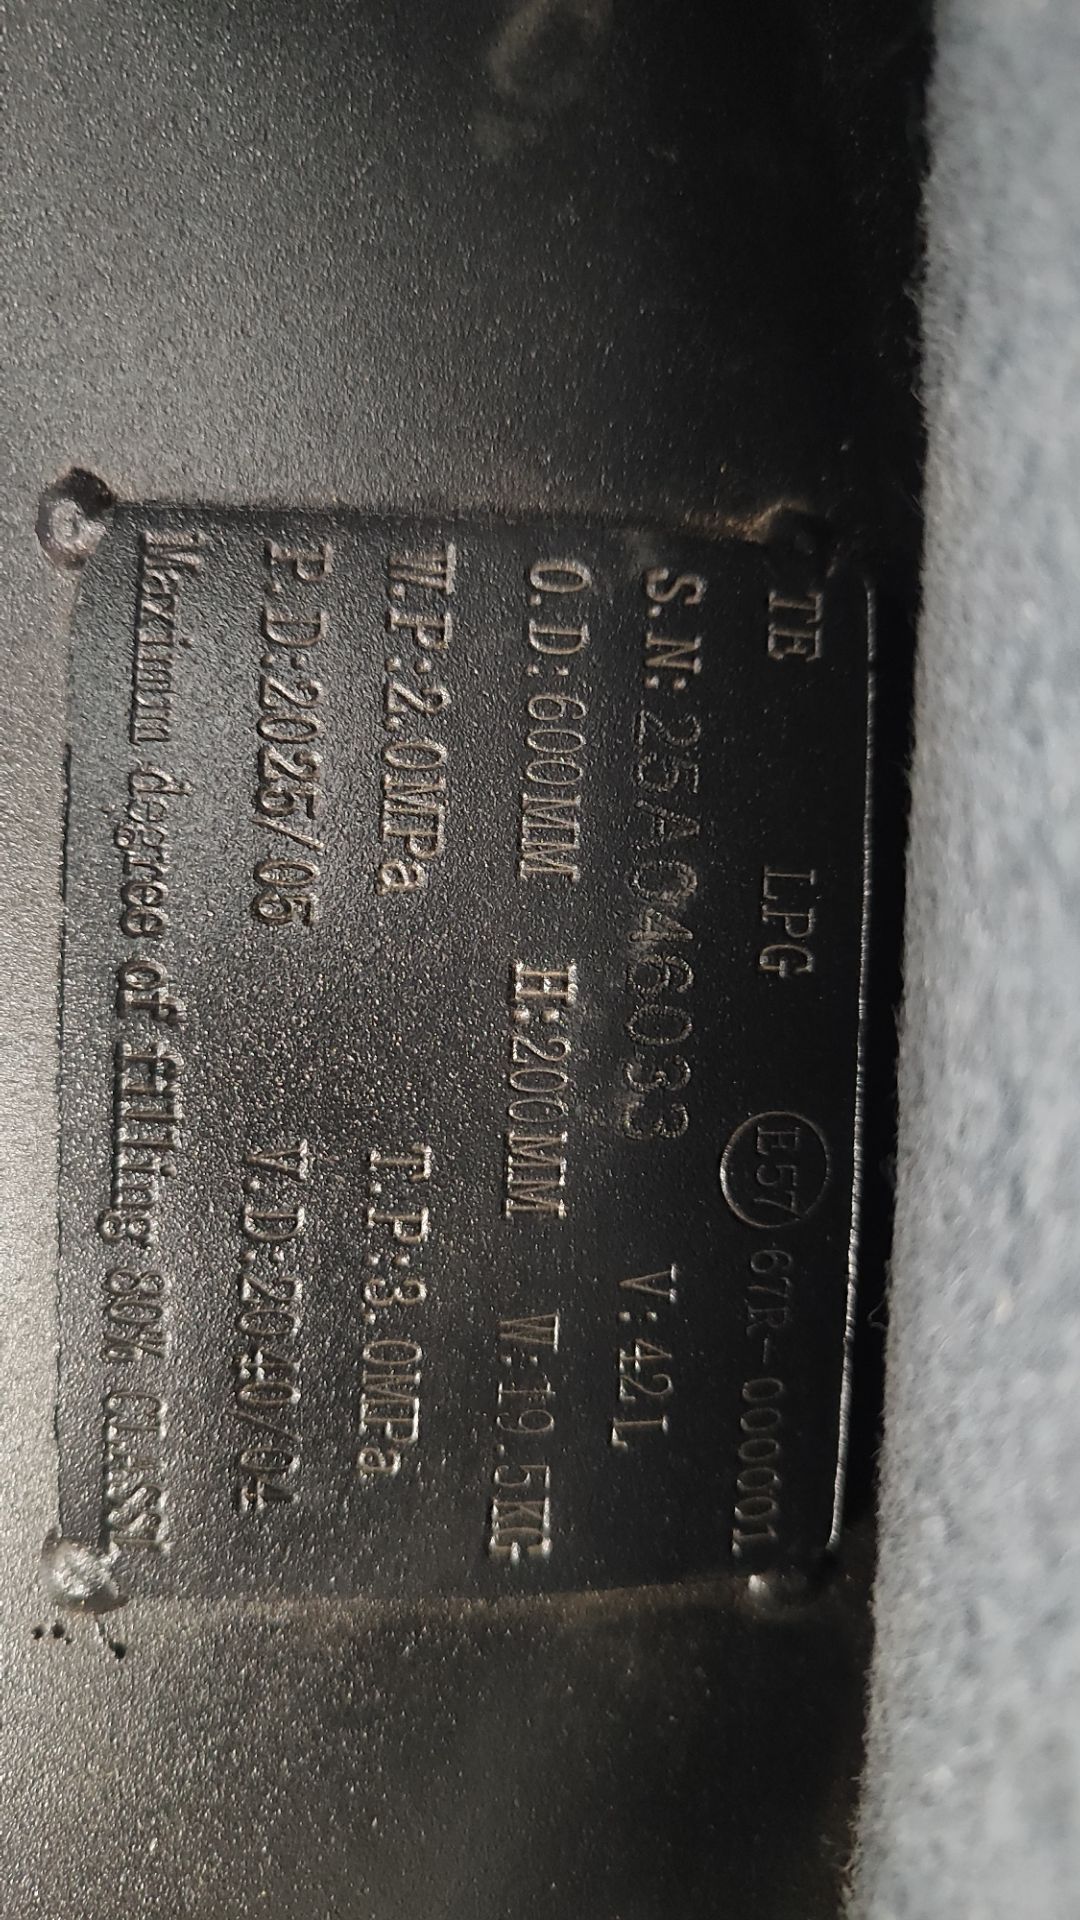 TE LPG E57 67R-000001
S.N:25A046033 V:42L
O.D:600MM H:200MM W:19.5KG
W.P:2.0MPa T.P:3.0MPa
P.D:2025/05 V.D:2040/04
Maximum degree of filling 80% CLASS1